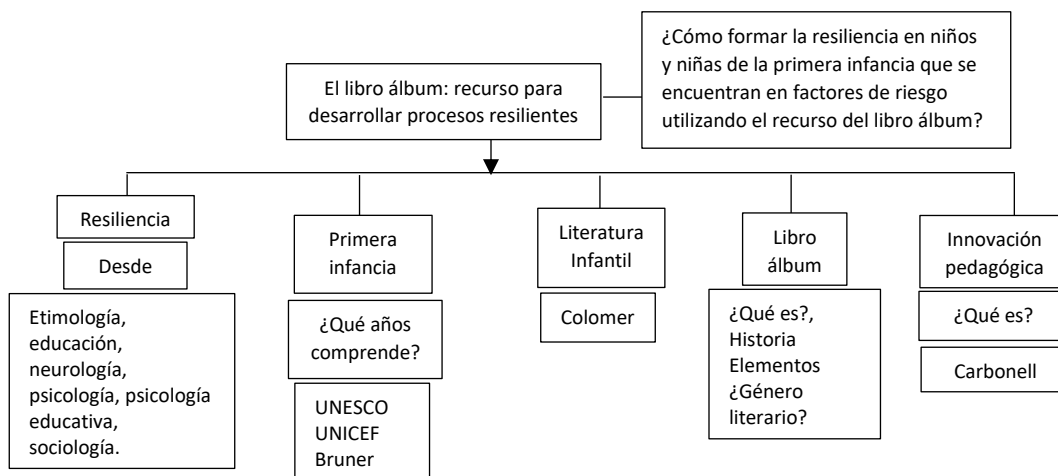 El libro álbum: recurso para
desarrollar procesos resilientes
¿Cómo formar la resiliencia en niños
y niñas de la primera infancia que se
encuentran en factores de riesgo
utilizando el recurso del libro álbum?
Resiliencia
Desde
Etimología,
educación,
neurología,
psicología, psicología
educativa,
sociología.
Primera
infancia
¿Qué años
comprende?
UNESCO
UNICEF
Bruner
Literatura
Infantil
Colomer
Libro
álbum
¿Qué es?,
Historia
Elementos
¿Género
literario?
Innovación
pedagógica
¿Qué es?
Carbonell